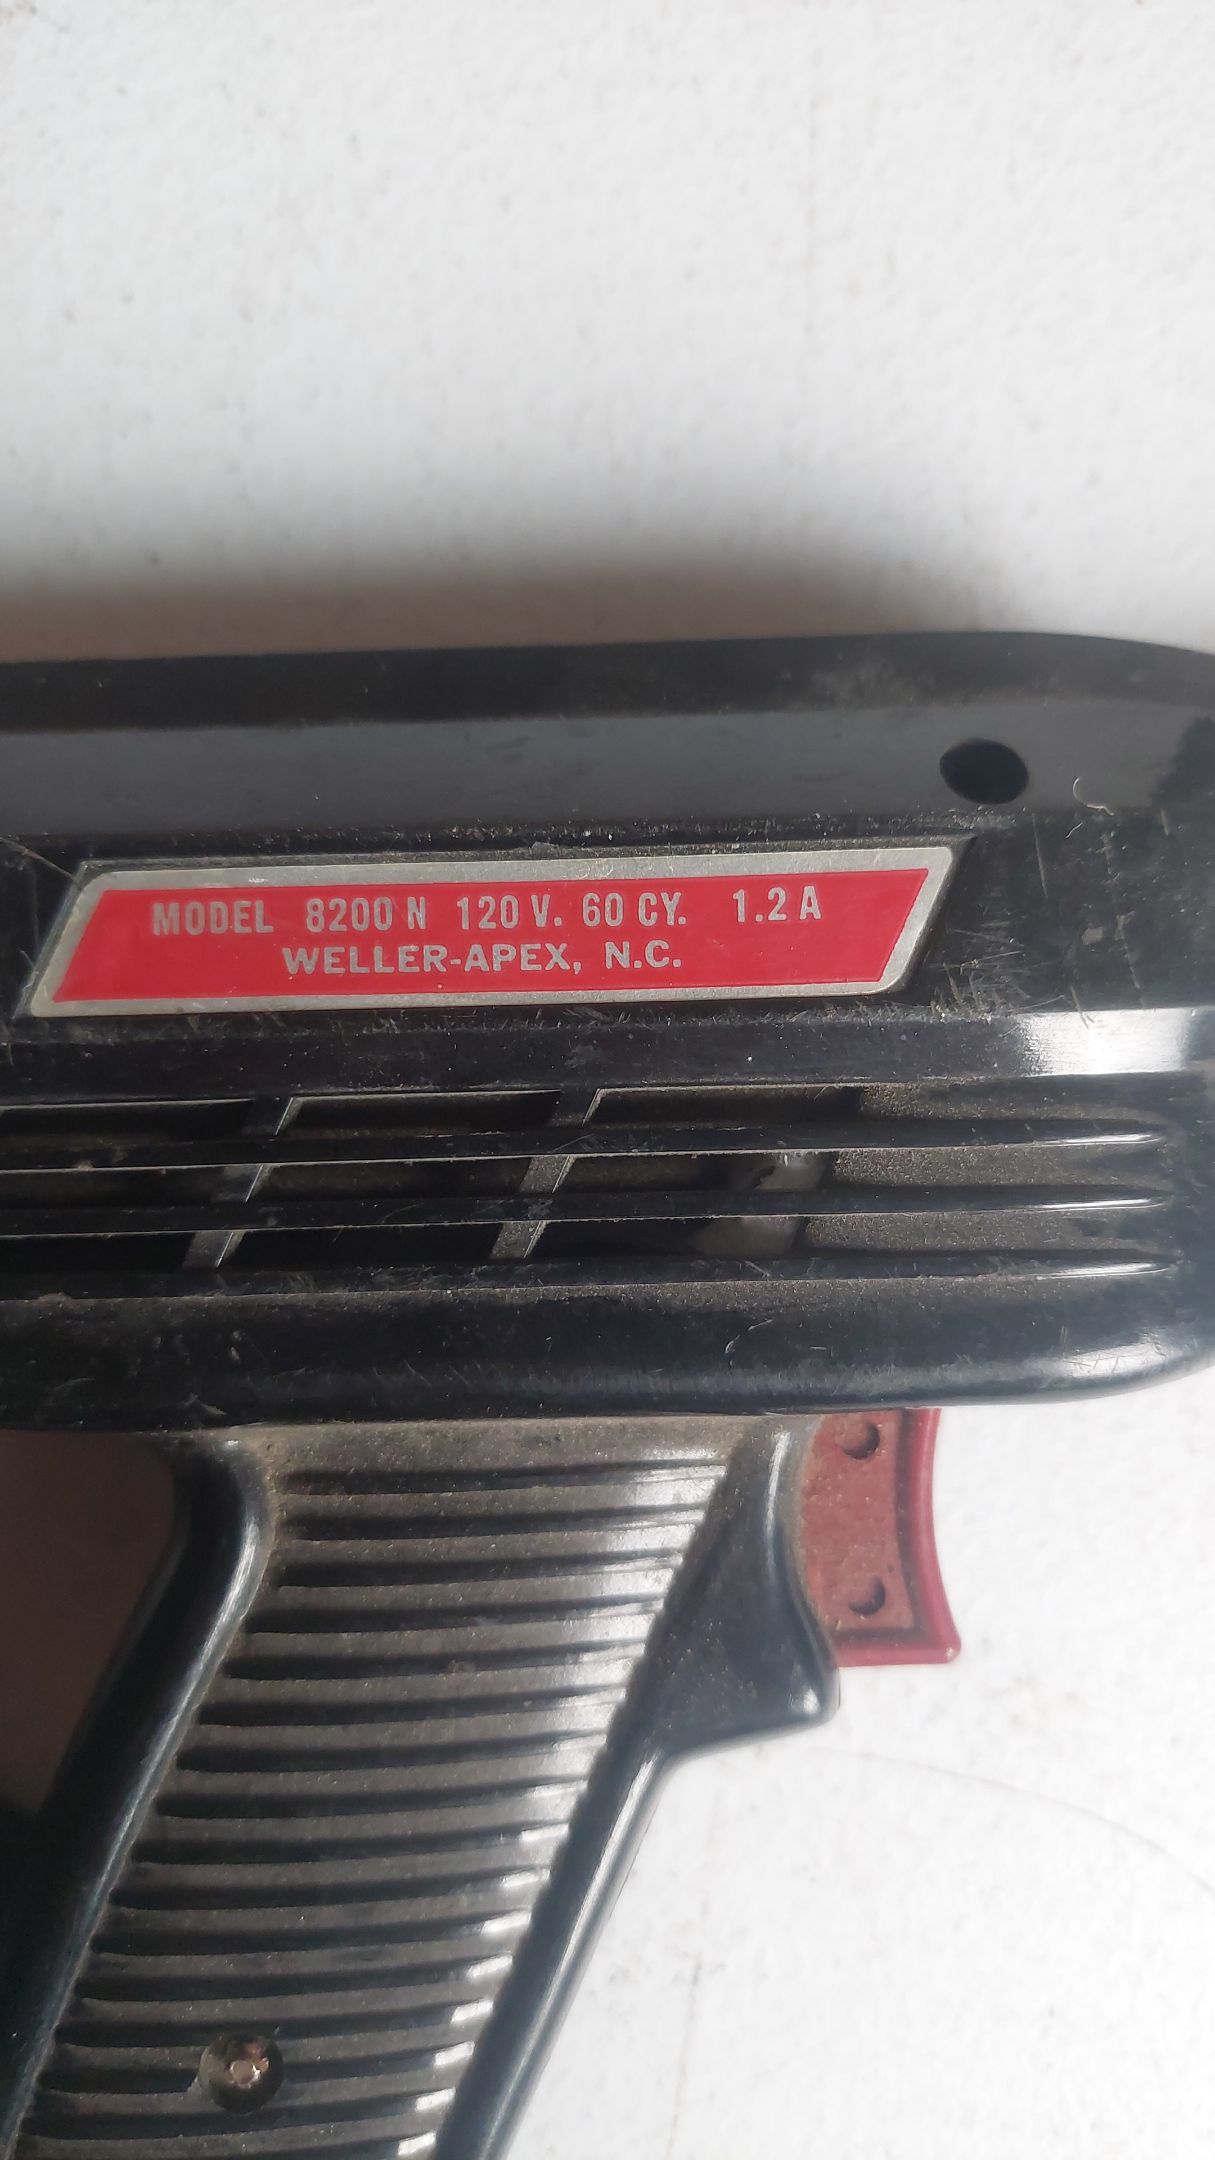 MODEL 8200 N 120 V. 60 CY. 1.2 A
WELLER-APEX, N.C.